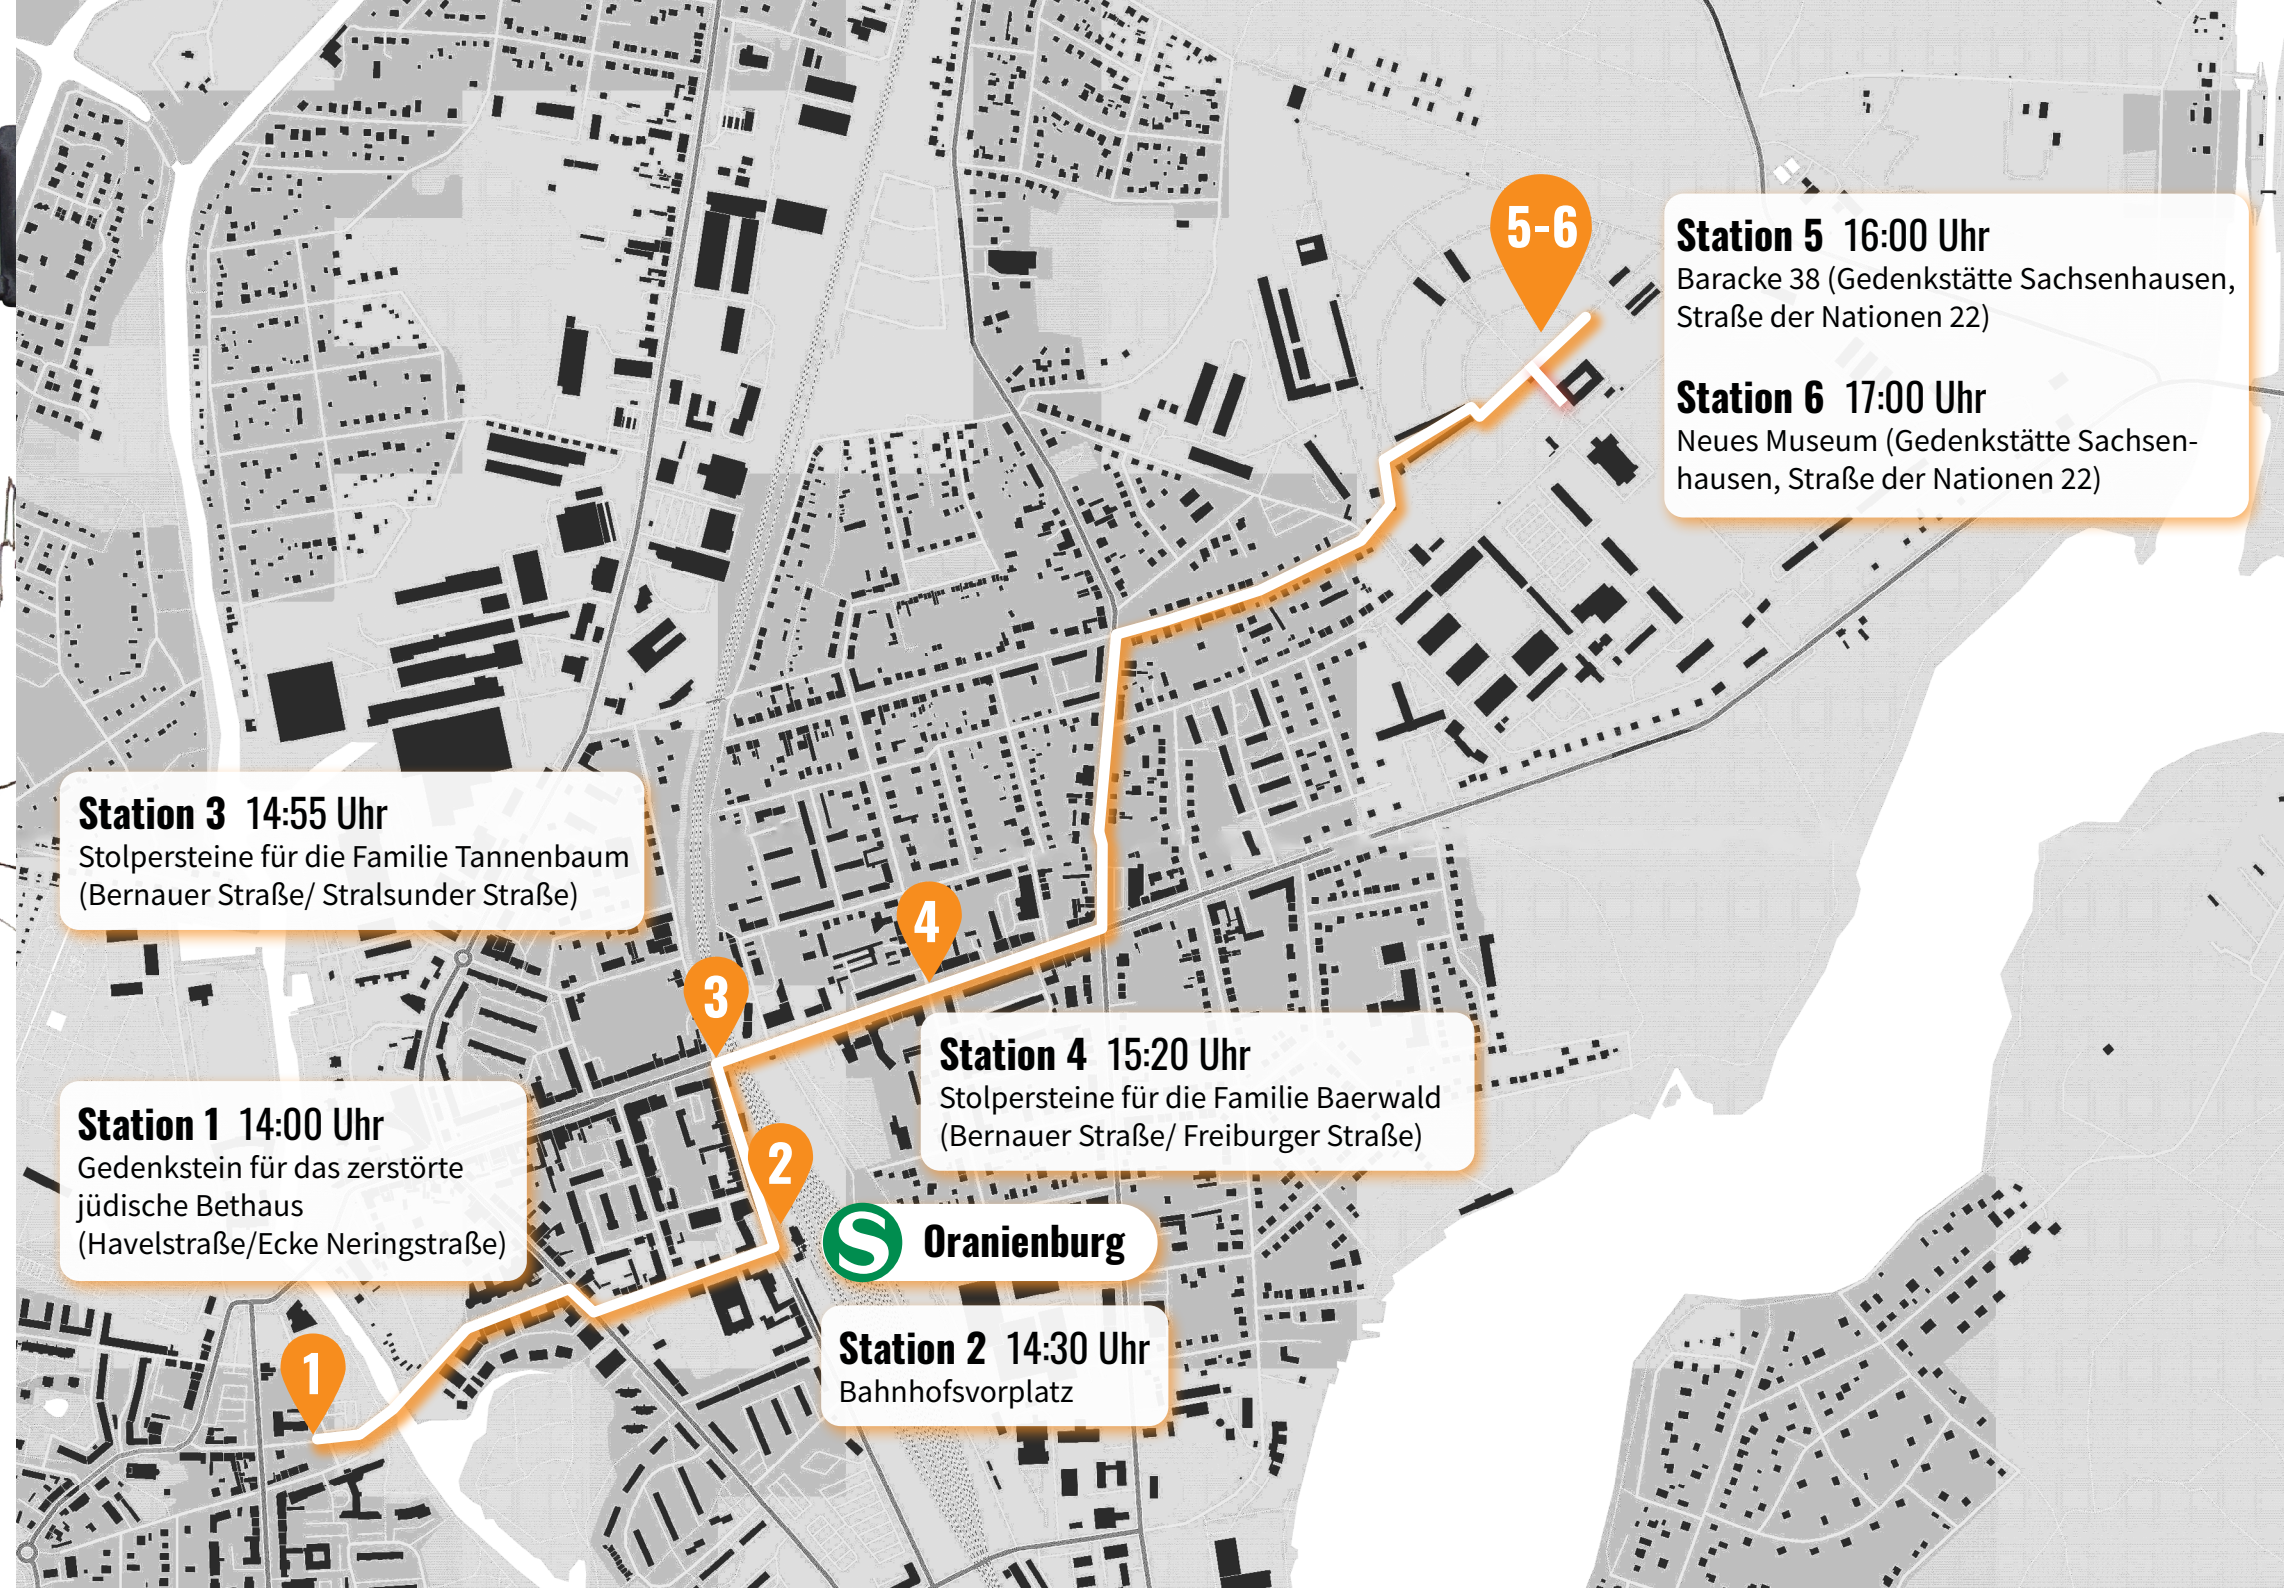 5-6
Station 5 16:00 Uhr
Baracke 38 (Gedenkstätte Sachsenhausen,
Straße der Nationen 22)
Station 6 17:00 Uhr
Neues Museum (Gedenkstätte Sachsen-
hausen, Straße der Nationen 22)
Station 3 14:55 Uhr
Stolpersteine für die Familie Tannenbaum
(Bernauer Straße/ Stralsunder Straße)
4
3
Station 4 15:20 Uhr
Stolpersteine für die Familie Baerwald
(Bernauer Straße/ Freiburger Straße)
Station 1 14:00 Uhr
Gedenkstein für das zerstörte
jüdische Bethaus
(Havelstraße/Ecke Neringstraße)
2
S Oranienburg
Station 2 14:30 Uhr
Bahnhofsvorplatz
1